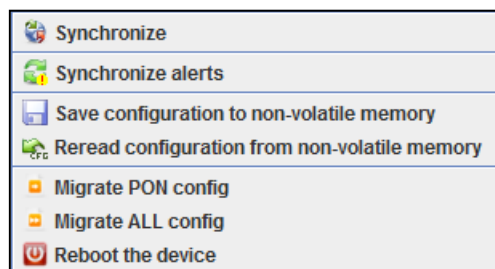 Synchronize
Synchronize alerts
Save configuration to non-volatile memory
CFG Reread configuration from non-volatile memory
Migrate PON config
Migrate ALL config
Reboot the device